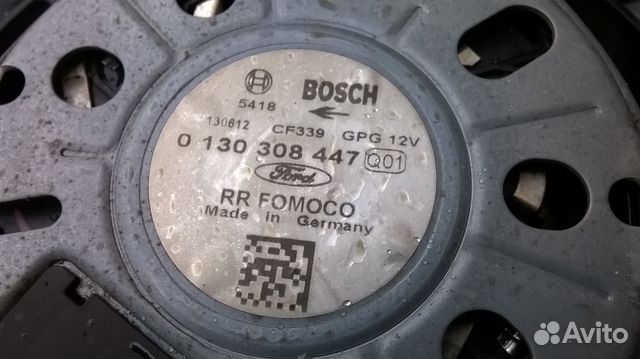 BOSCH
5418
130612 CF339 GPG 12V
0 130 308 447 Q01
Ford
RR FOMOCO
Made in Germany
Avito